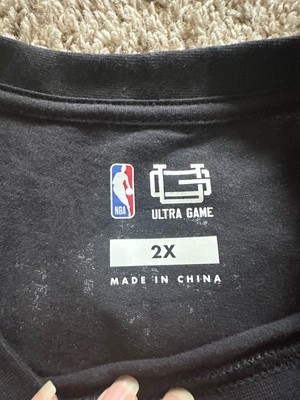 NBA
ULTRA GAME
2X
MADE IN CHINA